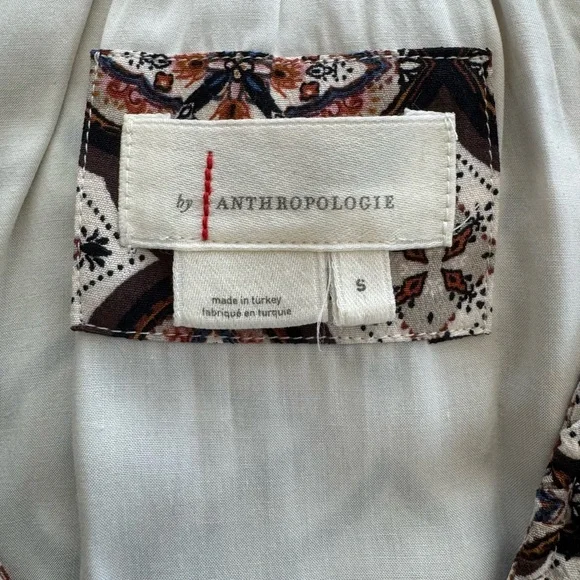 by ANTHROPOLOGIE
made in turkey
fabriqué en turquie
S